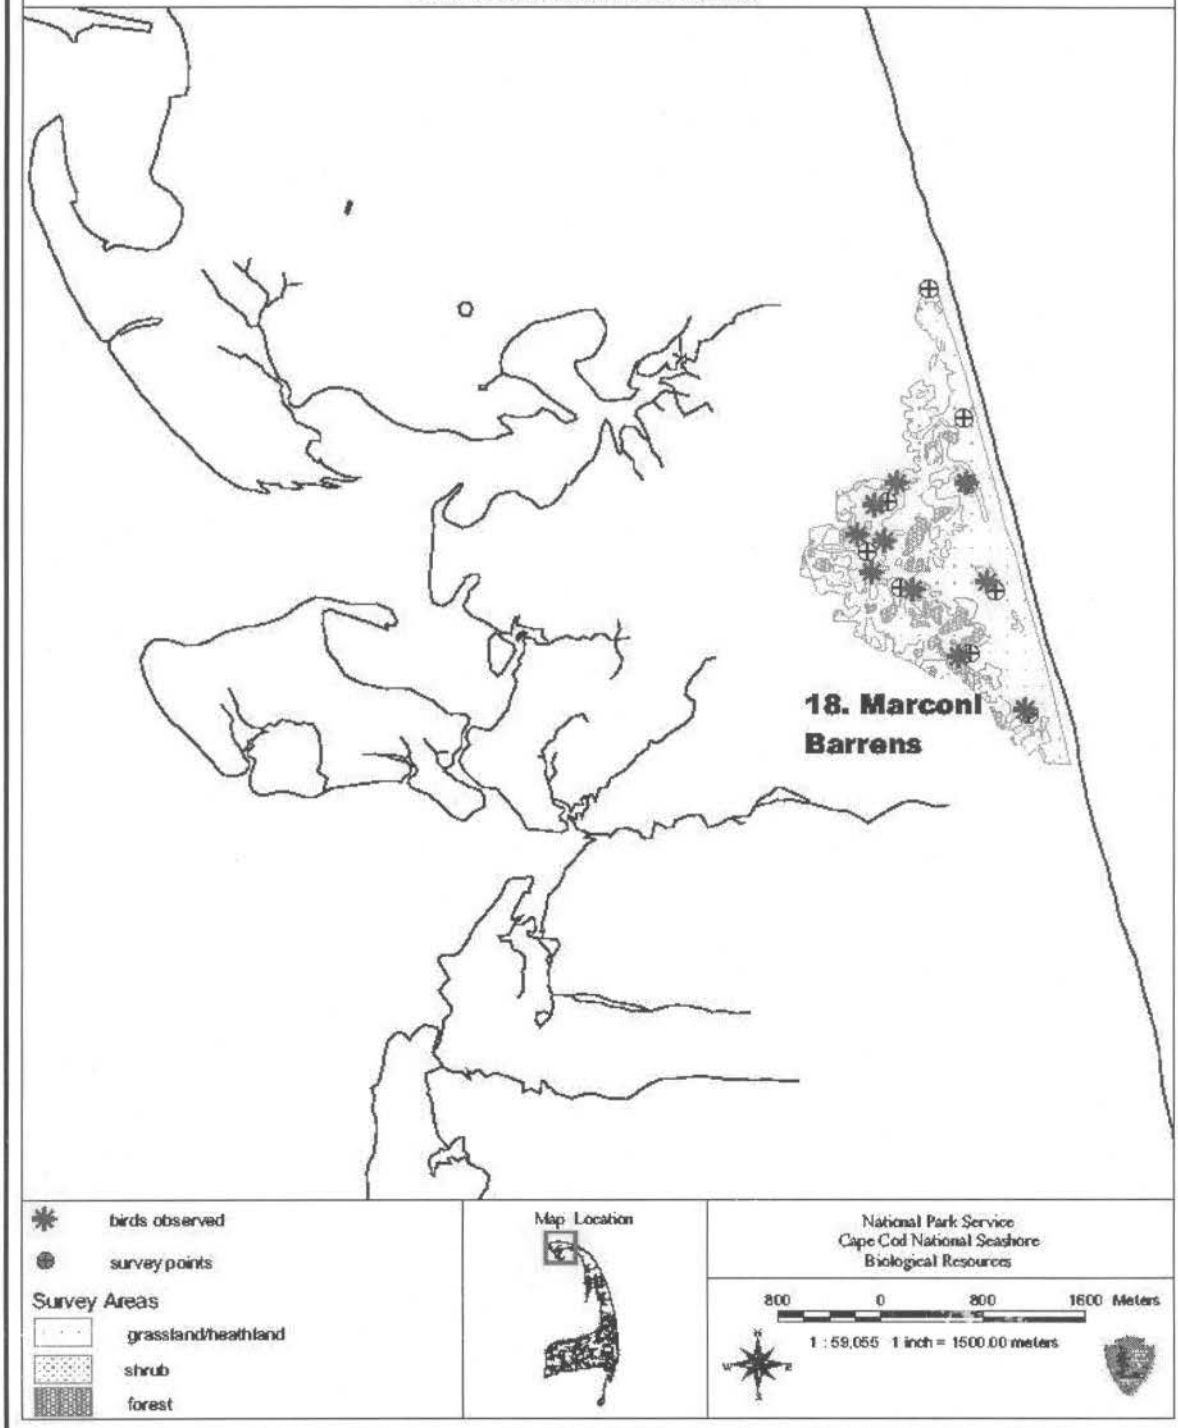 18. Marconi
Barrens
birds observed
survey points
Survey Areas
grassland/heathland
shrub
forest
Map Location
National Park Service
Cape Cod National Seashore
Biological Resources
800 0 800 1600 Meters
1 : 59,055 1 inch = 1500.00 meters
N
W E
S